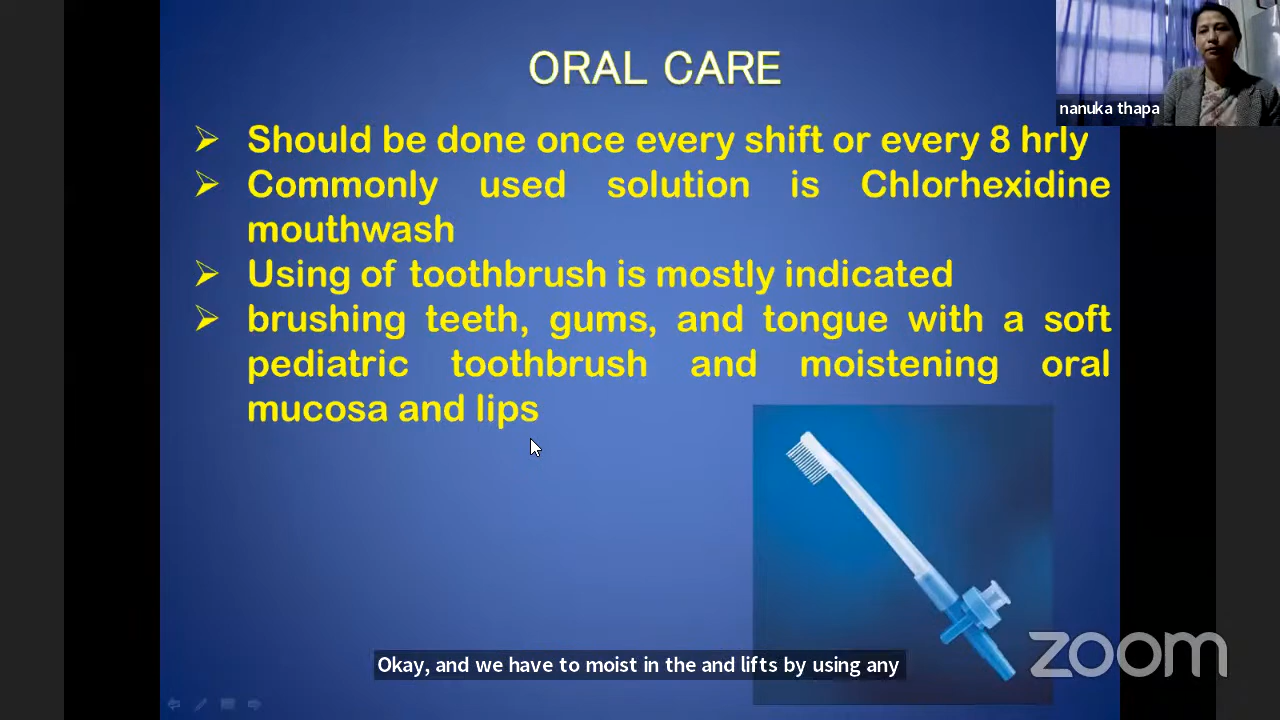 ORAL CARE
nanuka thapa
Should be done once every shift or every 8 hrly
Commonly used solution is Chlorhexidine
mouthwash
Using of toothbrush is mostly indicated
brushing teeth, gums, and tongue with a soft
pediatric toothbrush and moistening oral
mucosa and lips
Okay, and we have to moist in the and lifts by using any
zoom